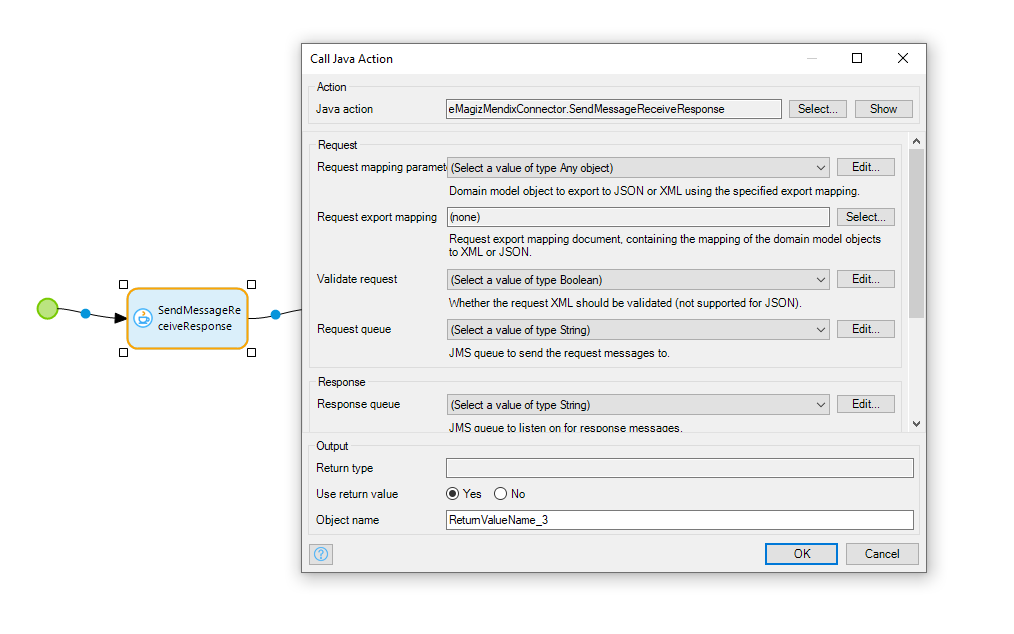 Call Java Action
Action
Java action
eMagizMendixConnector.SendMessageReceiveResponse
Select...
Show
Request
Request mapping paramet
(Select a value of type Any object)
Edit...
Domain model object to export to JSON or XML using the specified export mapping.
Request export mapping
(none)
Select...
Request export mapping document, containing the mapping of the domain model objects
to XML or JSON.
Validate request
(Select a value of type Boolean)
Edit...
Whether the request XML should be validated (not supported for JSON).
Request queue
(Select a value of type String)
Edit...
JMS queue to send the request messages to.
SendMessageRe
ceiveResponse
Response
Response queue
(Select a value of type String)
Edit...
JMS queue to listen on for response messages.
Output
Return type
Use return value
Yes
No
Object name
ReturnValueName_3
?
OK
Cancel